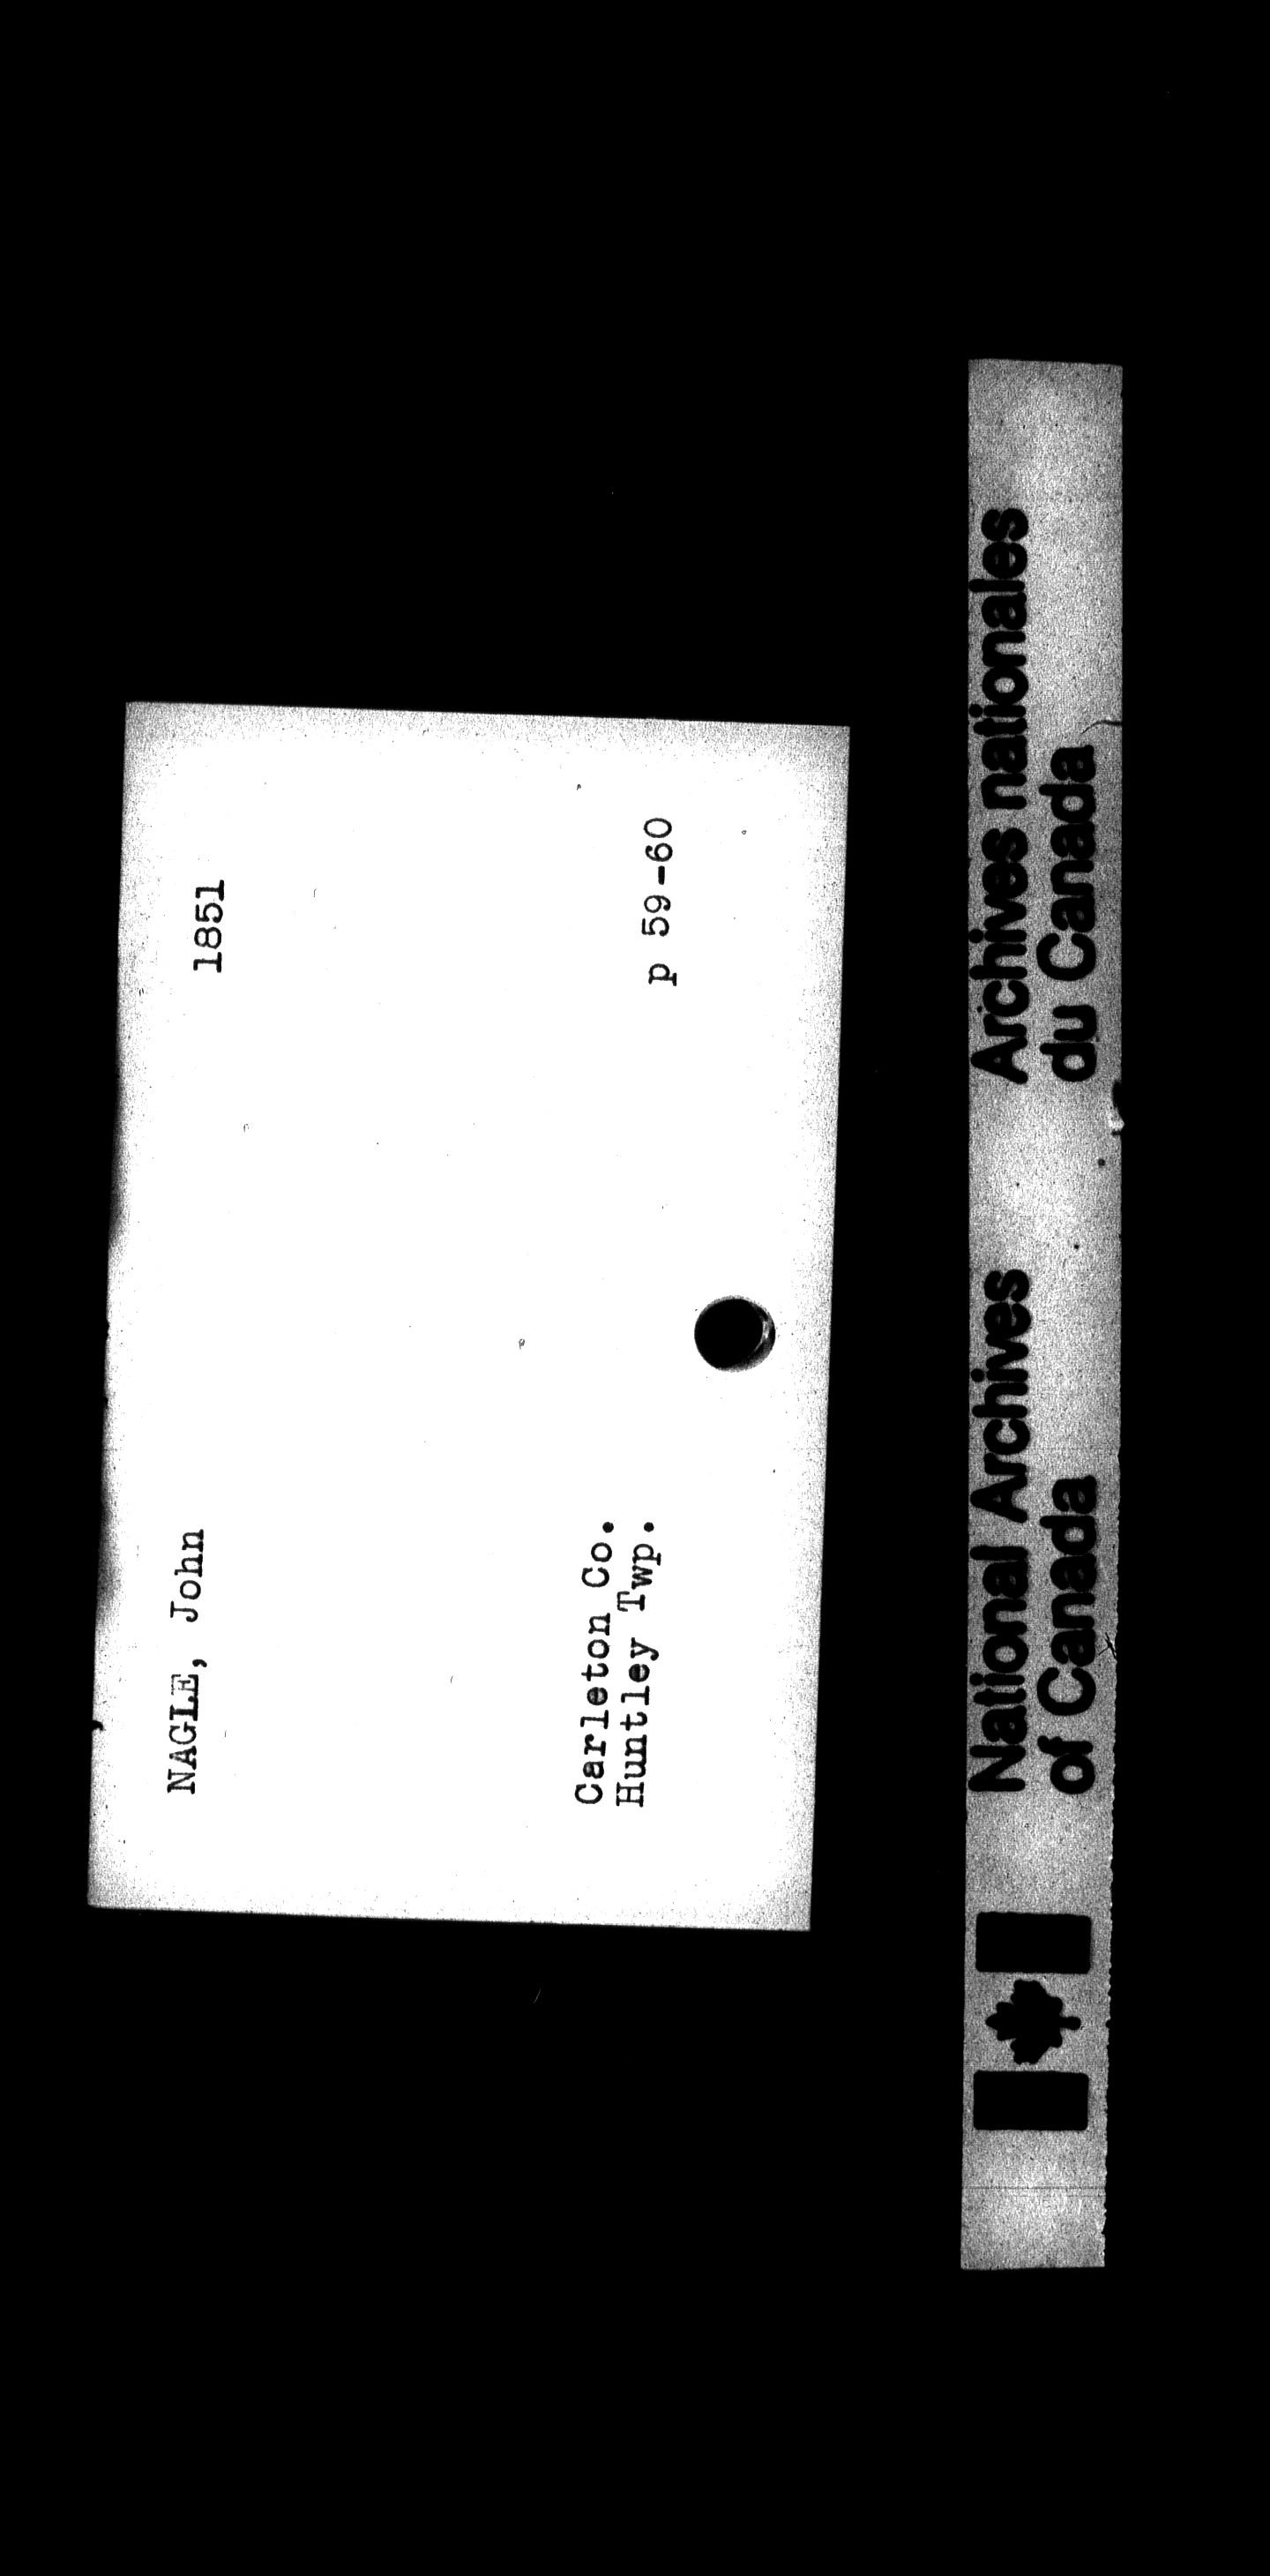 NAGLE, John 1851
Carleton Co.
Huntley Twp. p 59-60
National Archives Archives nationales
of Canada du Canada